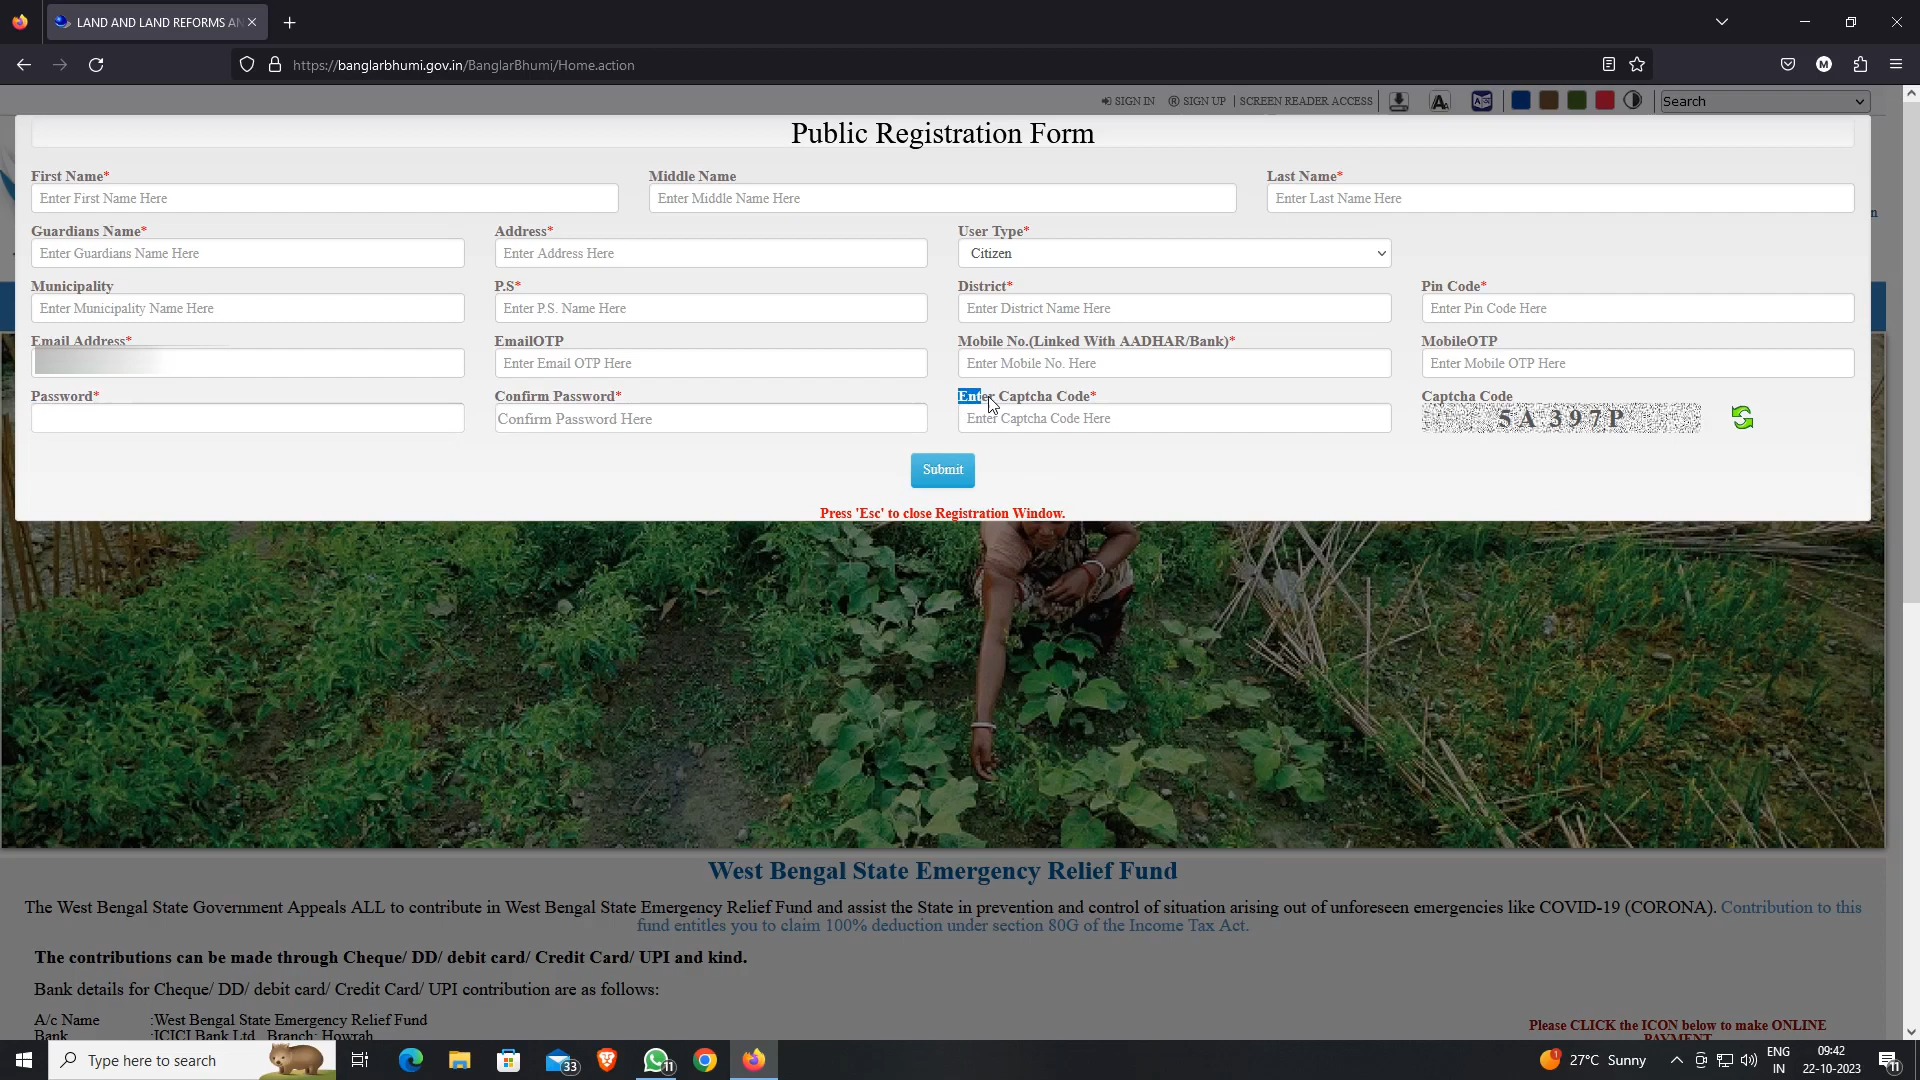 LAND AND LAND REFORMS AN
https://banglarbhumi.gov.in/BanglarBhumi/Home.action
SIGN IN SIGN UP | SCREEN READER ACCESS Search
Public Registration Form
First Name* Middle Name Last Name*
Enter First Name Here Enter Middle Name Here Enter Last Name Here
Guardians Name* Address* User Type*
Enter Guardians Name Here Enter Address Here Citizen
Municipality P.S* District* Pin Code*
Enter Municipality Name Here Enter P.S. Name Here Enter District Name Here Enter Pin Code Here
Email Address* EmailOTP Mobile No.(Linked With AADHAR/Bank)* MobileOTP
Enter Email OTP Here Enter Mobile No. Here Enter Mobile OTP Here
Password* Confirm Password* Enter Captcha Code* Captcha Code
Confirm Password Here Enter Captcha Code Here 5A397P
Submit
Press 'Esc' to close Registration Window.
West Bengal State Emergency Relief Fund
The West Bengal State Government Appeals ALL to contribute in West Bengal State Emergency Relief Fund and assist the State in prevention and control of situation arising out of unforeseen emergencies like COVID-19 (CORONA). Contribution to this
fund entitles you to claim 100% deduction under section 80G of the Income Tax Act.
The contributions can be made through Cheque/ DD/ debit card/ Credit Card/ UPI and kind.
Bank details for Cheque/ DD/ debit card/ Credit Card/ UPI contribution are as follows:
A/c Name :West Bengal State Emergency Relief Fund
Bank :ICICI Bank Ltd Branch: Howrah
Please CLICK the ICON below to make ONLINE
PAYMENT
Type here to search 33 11 1 27°C Sunny ENG
IN 09:42
22-10-2023 11